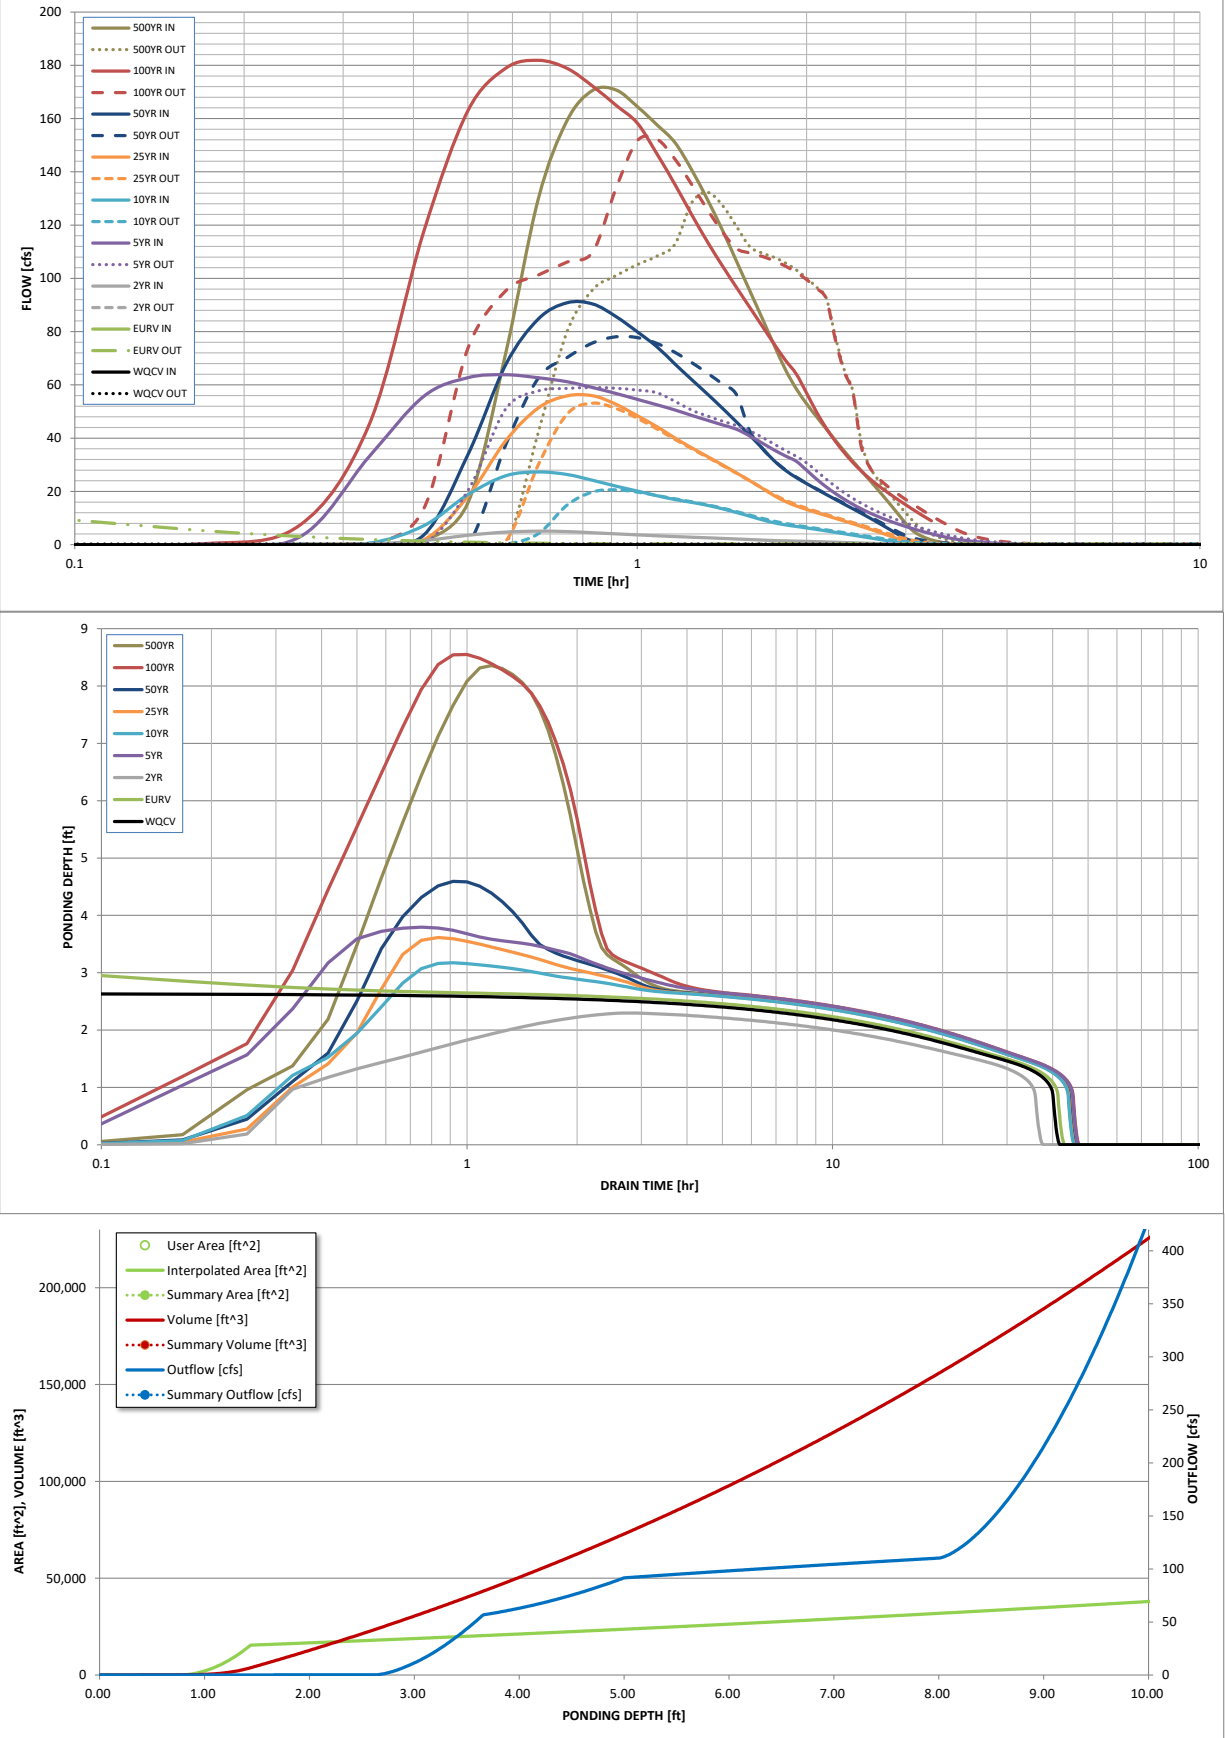 200
180
160
140
120
100
80
60
40
20
0
FLOW [cfs]
500YR IN
500YR OUT
100YR IN
100YR OUT
50YR IN
50YR OUT
25YR IN
25YR OUT
10YR IN
10YR OUT
5YR IN
5YR OUT
2YR IN
2YR OUT
EURV IN
EURV OUT
WQCV IN
WQCV OUT
0.1 1 10
TIME [hr]
9
8
7
6
5
4
3
2
1
0
PONDING DEPTH [ft]
500YR
100YR
50YR
25YR
10YR
5YR
2YR
EURV
WQCV
0.1 1 10 100
DRAIN TIME [hr]
User Area [ft^2]
Interpolated Area [ft^2]
Summary Area [ft^2]
Volume [ft^3]
Summary Volume [ft^3]
Outflow [cfs]
Summary Outflow [cfs]
200,000
150,000
100,000
50,000
0
AREA [ft^2], VOLUME [ft^3]
400
350
300
250
200
150
100
50
0
OUTFLOW [cfs]
0.00 1.00 2.00 3.00 4.00 5.00 6.00 7.00 8.00 9.00 10.00
PONDING DEPTH [ft]